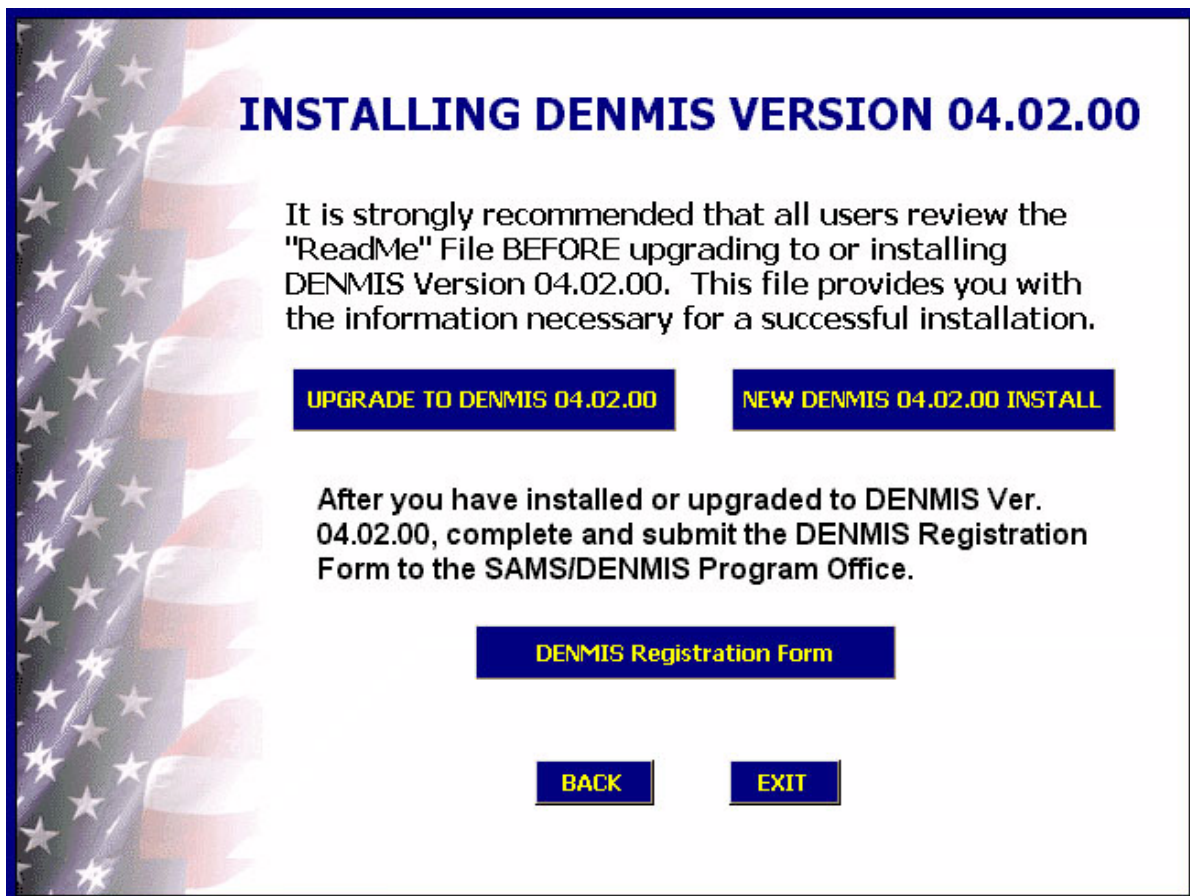 INSTALLING DENMIS VERSION 04.02.00
It is strongly recommended that all users review the
"ReadMe" File BEFORE upgrading to or installing
DENMIS Version 04.02.00.  This file provides you with
the information necessary for a successful installation.
UPGRADE TO DENMIS 04.02.00
NEW DENMIS 04.02.00 INSTALL
After you have installed or upgraded to DENMIS Ver.
04.02.00, complete and submit the DENMIS Registration
Form to the SAMS/DENMIS Program Office.
DENMIS Registration Form
BACK
EXIT